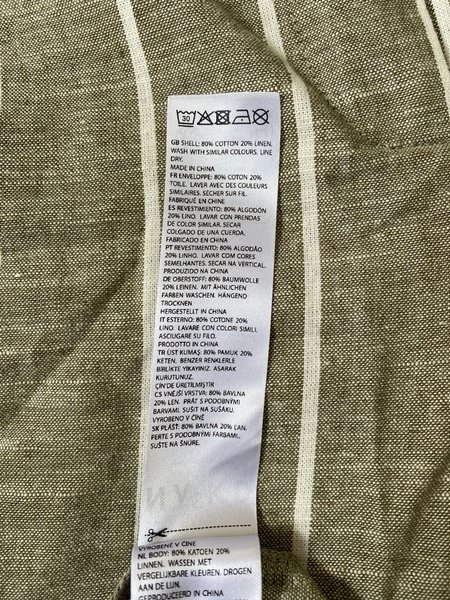 30
GB SHELL: 80% COTTON 20% LINEN.
WASH WITH SIMILAR COLOURS. LINE
DRY.
MADE IN CHINA
FR ENVELOPPE: 80% COTON 20%
TOILE. LAVER AVEC DES COULEURS
SIMILAIRES. SÉCHER SUR FIL.
FABRIQUÉ EN CHINE
ES REVESTIMIENTO: 80% ALGODÓN
20% LINO. LAVAR CON PRENDAS
DE COLOR SIMILAR. SECAR
COLGADO DE UNA CUERDA.
FABRICADO EN CHINA
PT REVESTIMENTO: 80% ALGODÃO
20% LINHO. LAVAR COM CORES
SEMELHANTES. SECAR NA VERTICAL.
PRODUZIDO NA CHINA
DE OBERSTOFF: 80% BAUMWOLLE
20% LEINEN. MIT ÄHNLICHEN
FARBEN WASCHEN. HÄNGEND
TROCKNEN
HERGESTELLT IN CHINA
IT ESTERNO: 80% COTONE 20%
LINO. LAVARE CON COLORI SIMILI.
ASCIUGARE SU FILO.
PRODOTTO IN CHINA
TR ÜST KUMAŞ: 80% PAMUK 20%
KETEN. BENZER RENKLERLE
BIRLIKTE YIKAYINIZ. ASARAK
KURUTUNUZ.
ÇİN'DE ÜRETİLMİŞTİR
CS VNĚJŠÍ VRSTVA: 80% BAVLNA
20% LEN. PRÁT S PODOBNÝMI
BARVAMI. SUŠIT NA SUŠÁKU.
VYROBENO V ČÍNĚ
SK PLÁŠŤ: 80% BAVLNA 20% ĽAN.
PERTE S PODOBNÝMI FARBAMI.
SUŠTE NA ŠNÚRE.
VYROBENÉ V ČÍNE
NL BODY: 80% KATOEN 20%
LINNEN. WASSEN MET
VERGELIJKBARE KLEUREN. DROGEN
AAN DE LIJN.
GEPRODUCEERD IN CHINA